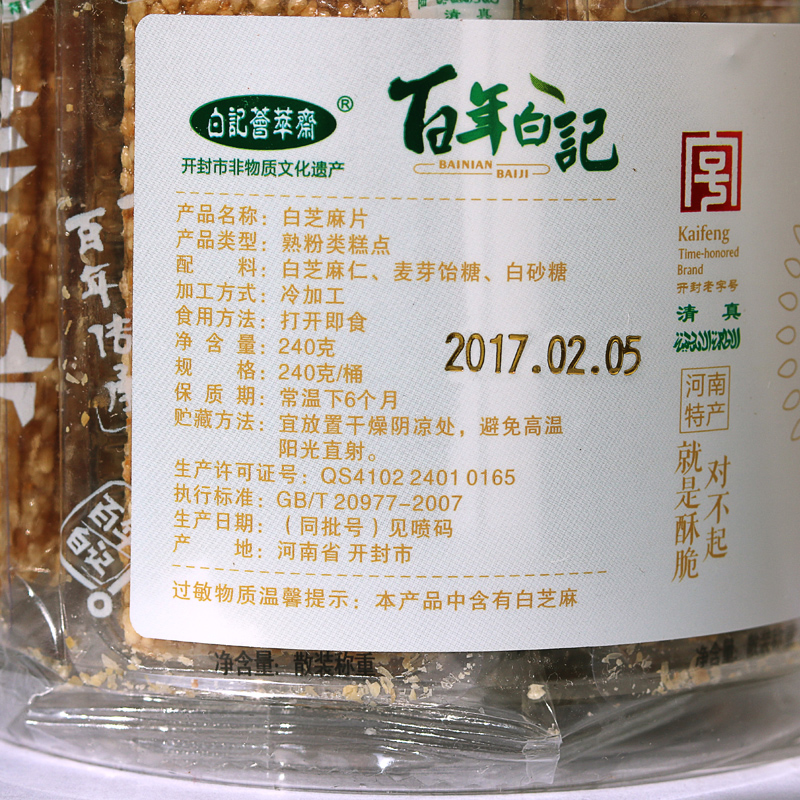 清真
白記薈萃齋®
开封市非物质文化遗产
百年白記
BAINIAN
BAIJI
产品名称：白芝麻片
产品类型：熟粉类糕点
配 料：白芝麻仁、麦芽饴糖、白砂糖
加工方式：冷加工
食用方法：打开即食
净 含 量：240克
规 格：240克/桶
保 质 期：常温下6个月
贮藏方法：宜放置干燥阴凉处，避免高温
阳光直射。
生产许可证号：QS4102 2401 0165
执行标准：GB/T 20977-2007
生产日期：（同批号）见喷码
产 地：河南省 开封市
过敏物质温馨提示：本产品中含有白芝麻
2017.02.05
号
Kaifeng
Time-honored
Brand
开封老字号
清 真
河南
特产
对不起
就是酥脆
百年传
净含量：散装称重